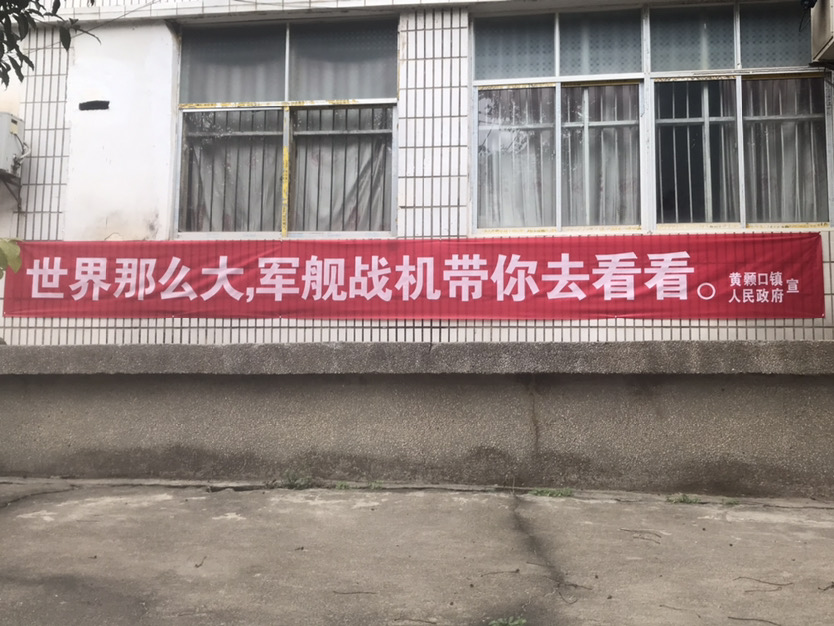 世界那么大,军舰战机带你去看看。
黄颡口镇
人民政府
宣